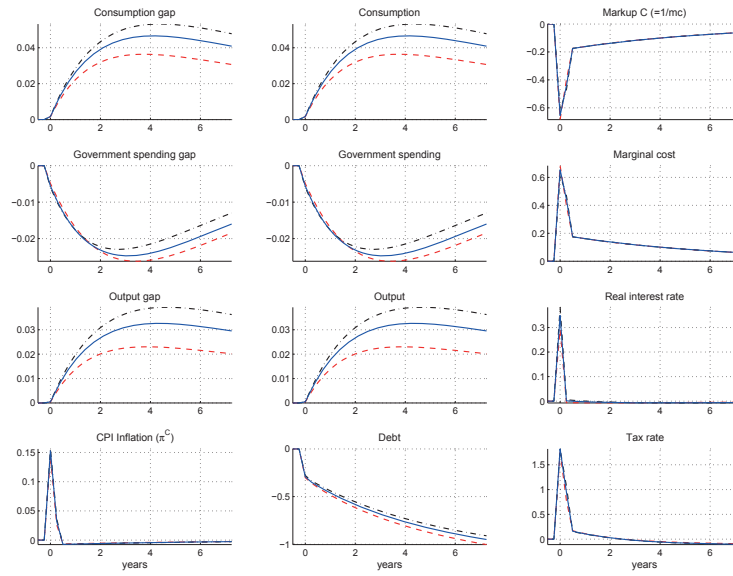 Consumption gap
0.04
0.02
0
0 2 4 6
Consumption
0.04
0.02
0
0 2 4 6
Markup C (=1/mc)
0
−0.2
−0.4
−0.6
0 2 4 6
Government spending gap
0
−0.01
−0.02
0 2 4 6
Government spending
0
−0.01
−0.02
0 2 4 6
Marginal cost
0.6
0.4
0.2
0
0 2 4 6
Output gap
0.03
0.02
0.01
0
0 2 4 6
Output
0.03
0.02
0.01
0
0 2 4 6
Real interest rate
0.3
0.2
0.1
0
0 2 4 6
CPI Inflation (π^C)
0.15
0.1
0.05
0
0 2 4 6
years
Debt
0
−0.5
−1
0 2 4 6
years
Tax rate
1.5
1
0.5
0
0 2 4 6
years